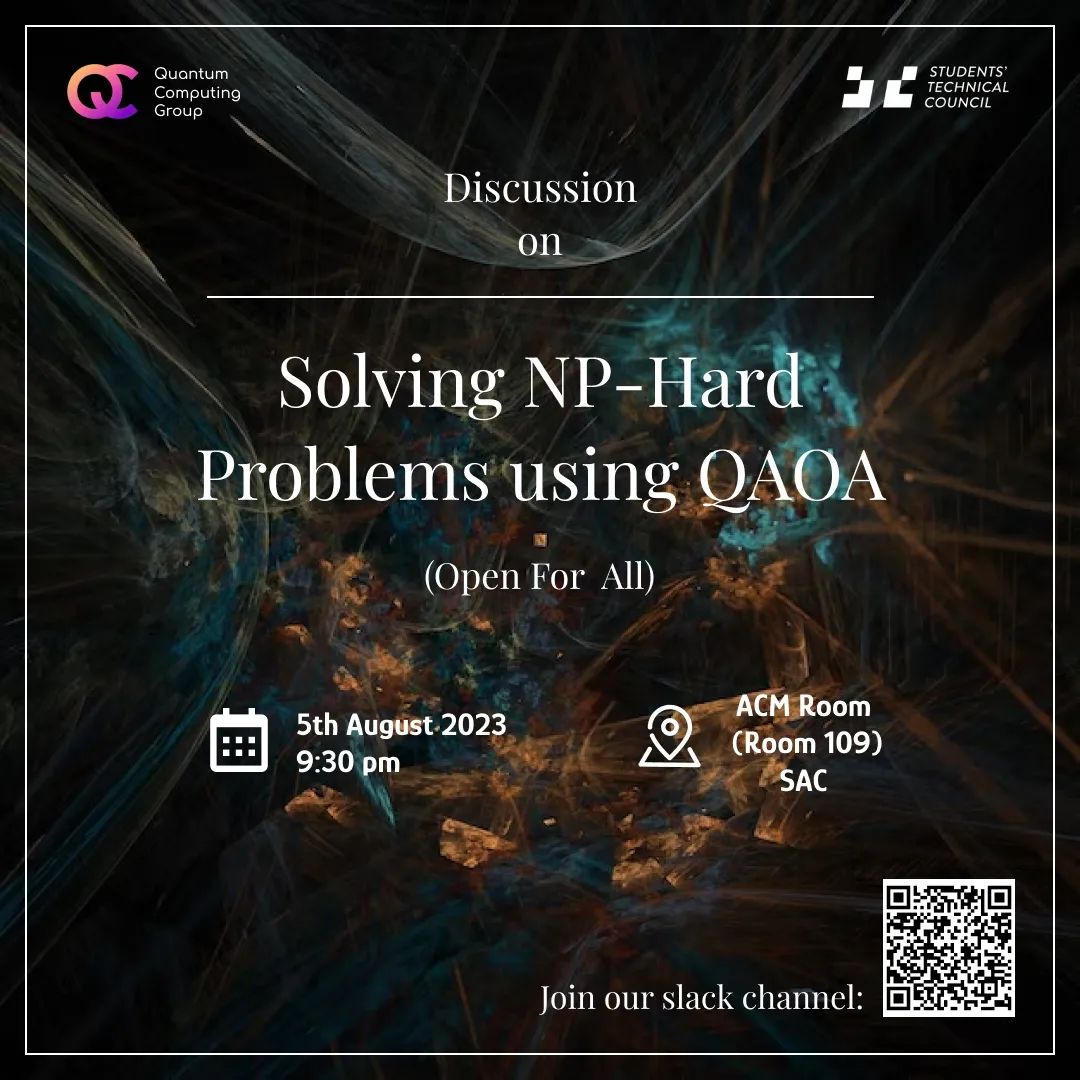 Quantum
Computing
Group
STUDENTS'
TECHNICAL
COUNCIL
Discussion
on
Solving NP-Hard
Problems using QAOA
(Open For All)
5th August 2023
9:30 pm
ACM Room
(Room 109)
SAC
Join our slack channel: